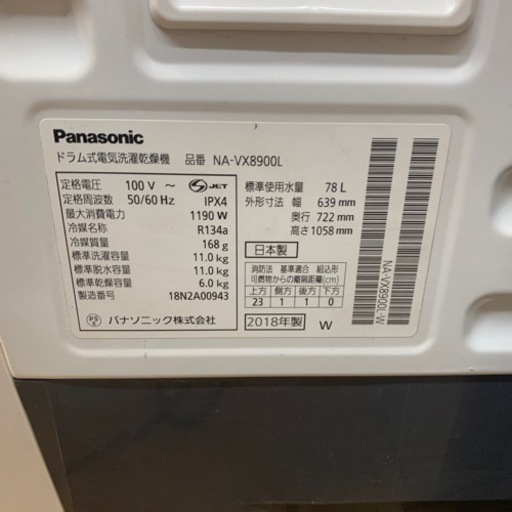 Panasonic
ドラム式電気洗濯乾燥機 品番 NA-VX8900L
定格電圧 100 V ～ S JET
定格周波数 50/60 Hz IPX4
最大消費電力 1190 W
冷媒名称 R134a
冷媒質量 168 g
標準洗濯容量 11.0 kg
標準脱水容量 11.0 kg
標準乾燥容量 6.0 kg
製造番号 18N2A00943
PS E パナソニック株式会社
標準使用水量 78 L
外形寸法 幅 639 mm
奥行 722 mm
高さ 1058 mm
日本製
消防法 基準適合 組込形
可燃物からの離隔距離(cm)
上方 側方 後方 下方
23 1 1 0
2018年製 W
NA-VX8900L-W